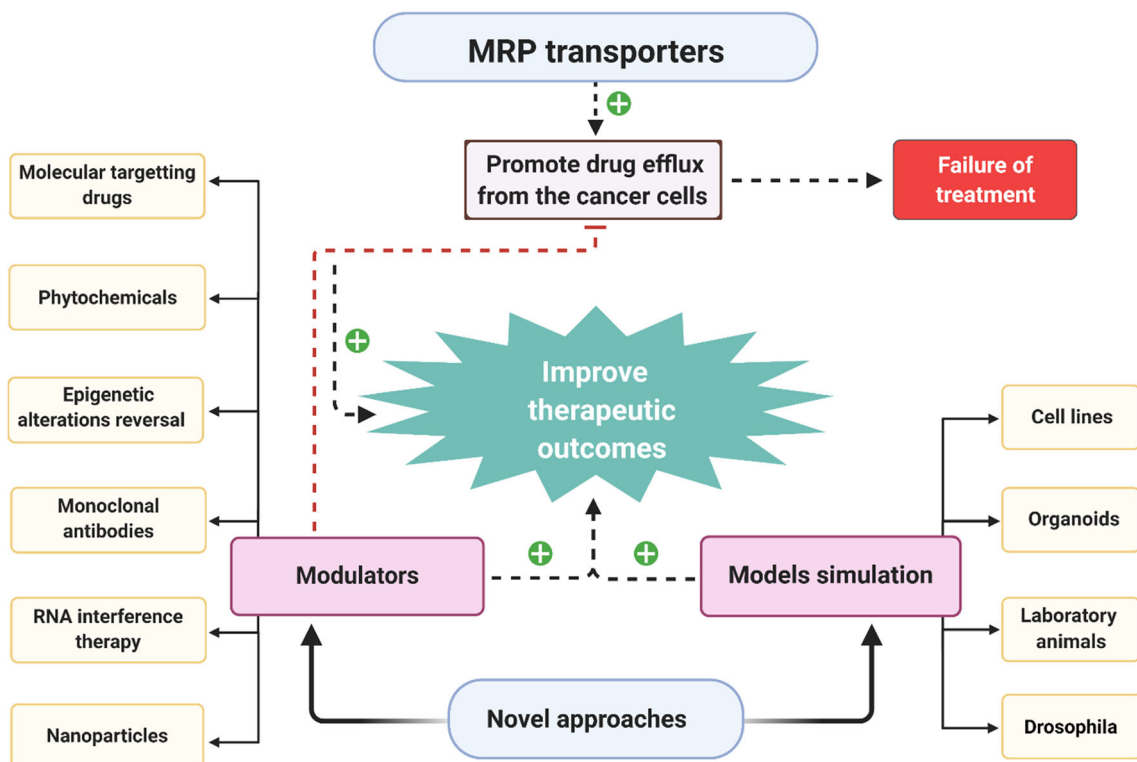 MRP transporters
Promote drug efflux
from the cancer cells
Failure of
treatment
Molecular targetting
drugs
Phytochemicals
Epigenetic
alterations reversal
Monoclonal
antibodies
RNA interference
therapy
Nanoparticles
Improve
therapeutic
outcomes
Modulators
Models simulation
Cell lines
Organoids
Laboratory
animals
Drosophila
Novel approaches